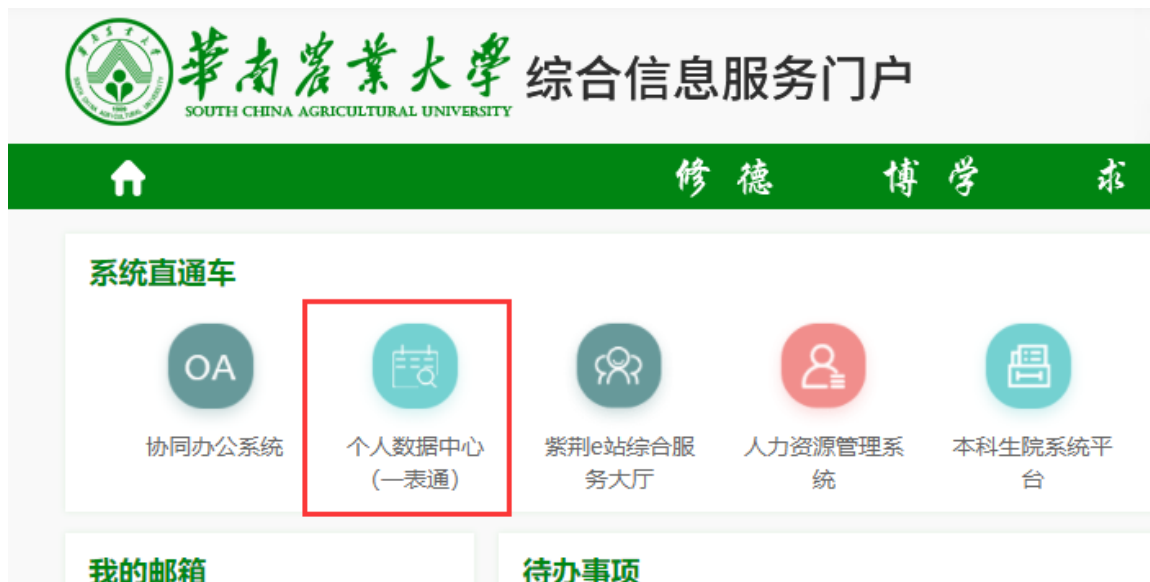 華南農業大學
SOUTH CHINA AGRICULTURAL UNIVERSITY
综合信息服务门户
修德 博学 求
系统直通车
OA
协同办公系统
个人数据中心
（一表通）
紫荆e站综合服
务大厅
人力资源管理系
统
本科生院系统平
台
我的邮箱
待办事项